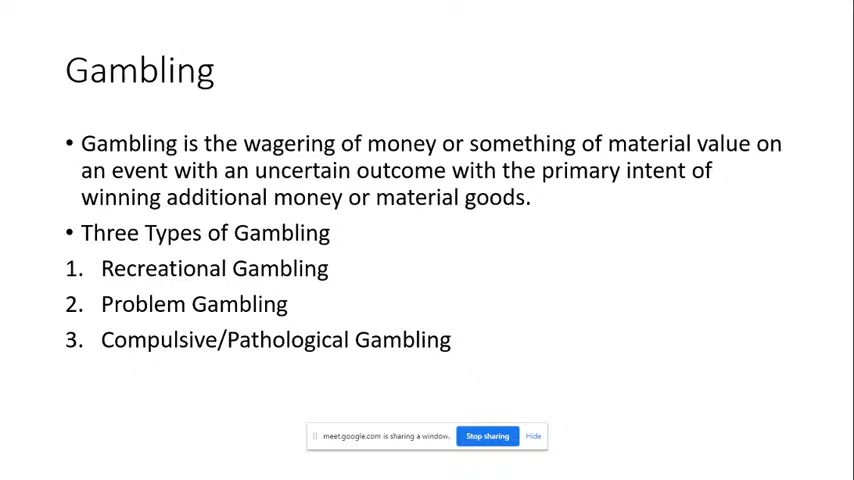 Gambling
• Gambling is the wagering of money or something of material value on
an event with an uncertain outcome with the primary intent of
winning additional money or material goods.
• Three Types of Gambling
1. Recreational Gambling
2. Problem Gambling
3. Compulsive/Pathological Gambling
meet.google.com is sharing a window. Stop sharing Hide